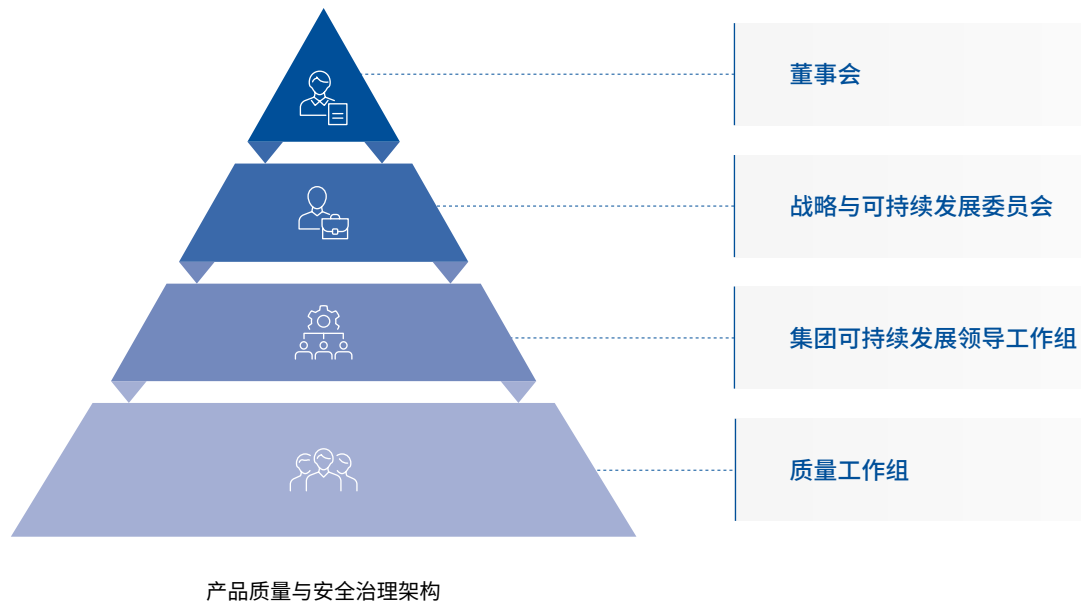 董事会
战略与可持续发展委员会
集团可持续发展领导工作组
质量工作组
产品质量与安全治理架构